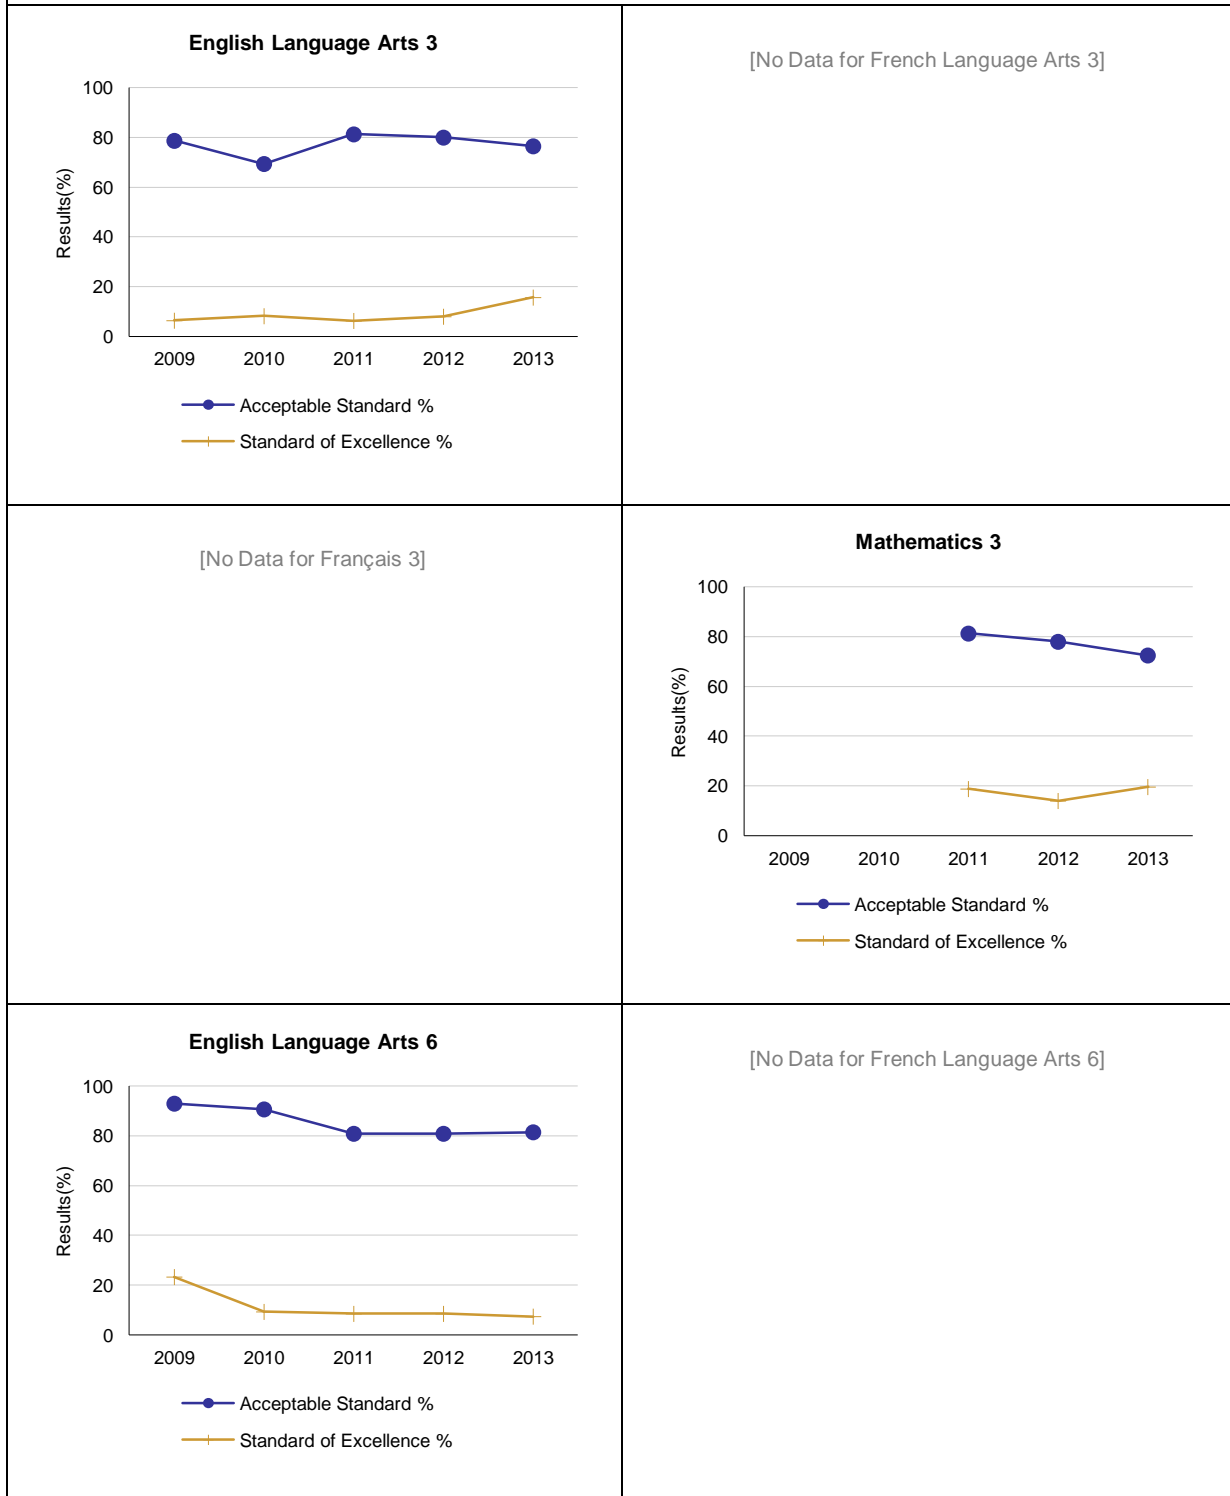 English Language Arts 3
100
80
60
40
20
0
Results(%)
2009 2010 2011 2012 2013
Acceptable Standard %
Standard of Excellence %
[No Data for French Language Arts 3]
[No Data for Français 3]
Mathematics 3
100
80
60
40
20
0
Results(%)
2009 2010 2011 2012 2013
Acceptable Standard %
Standard of Excellence %
English Language Arts 6
100
80
60
40
20
0
Results(%)
2009 2010 2011 2012 2013
Acceptable Standard %
Standard of Excellence %
[No Data for French Language Arts 6]